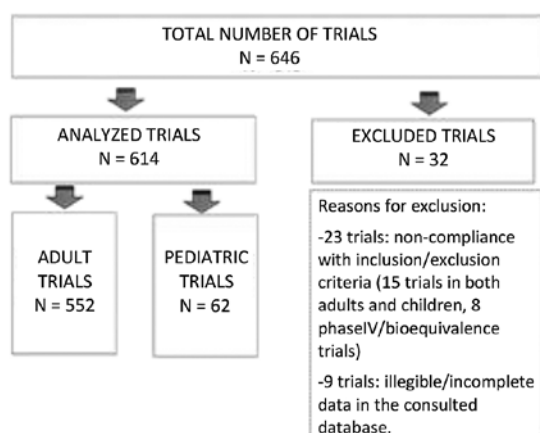 TOTAL NUMBER OF TRIALS
N = 646
ANALYZED TRIALS
N = 614
EXCLUDED TRIALS
N = 32
ADULT
TRIALS
N = 552
PEDIATRIC
TRIALS
N = 62
Reasons for exclusion:
-23 trials: non-compliance
with inclusion/exclusion
criteria (15 trials in both
adults and children, 8
phaseIV/bioequivalence
trials)
-9 trials: illegible/incomplete
data in the consulted
database.